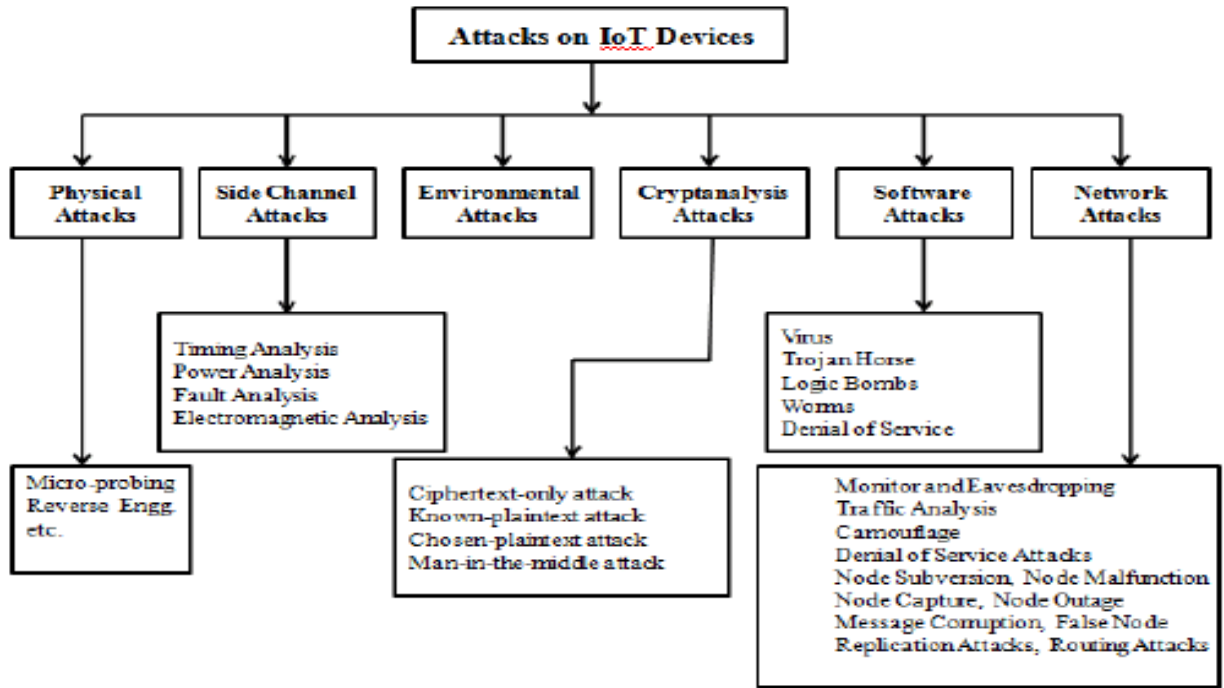 Attacks on IoT Devices
Physical
Attacks
Side Channel
Attacks
Environmental
Attacks
Cryptanalysis
Attacks
Software
Attacks
Network
Attacks
Timing Analysis
Power Analysis
Fault Analysis
Electromagnetic Analysis
Virus
Trojan Horse
Logic Bombs
Worms
Denial of Service
Micro-probing
Reverse Engg.
etc.
Ciphertext-only attack
Known-plaintext attack
Chosen-plaintext attack
Man-in-the-middle attack
Monitor and Eavesdropping
Traffic Analysis
Camouflage
Denial of Service Attacks
Node Subversion, Node Malfunction
Node Capture, Node Outage
Message Corruption, False Node
Replication Attacks, Routing Attacks